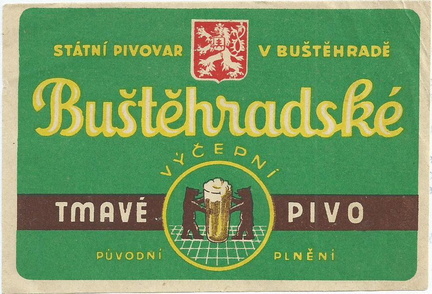 STÁTNÍ PIVOVAR V BUŠTĚHRADĚ
Buštěhradské
VÝČEPNÍ
TMAVÉ PIVO
PŮVODNÍ PLNĚNÍ